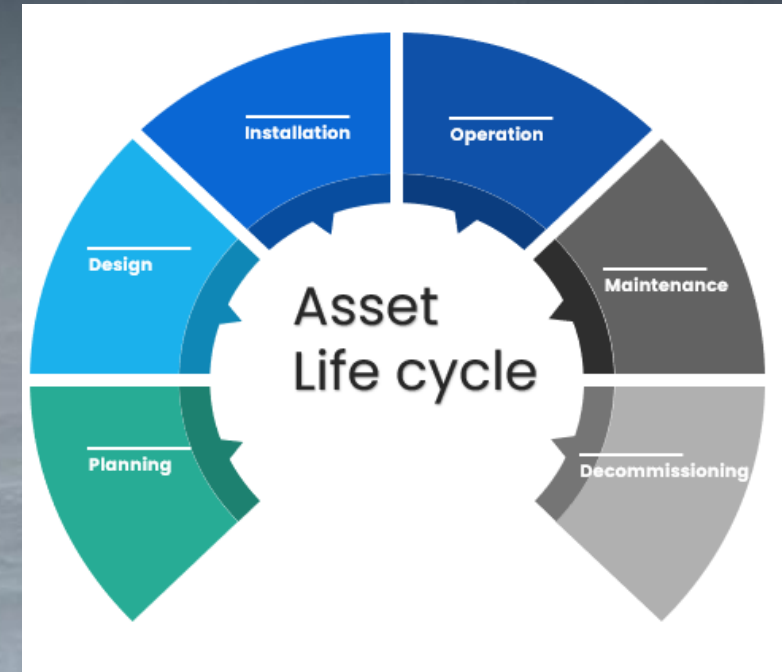 Installation
Operation
Design
Maintenance
Asset
Life cycle
Planning
Decommissioning